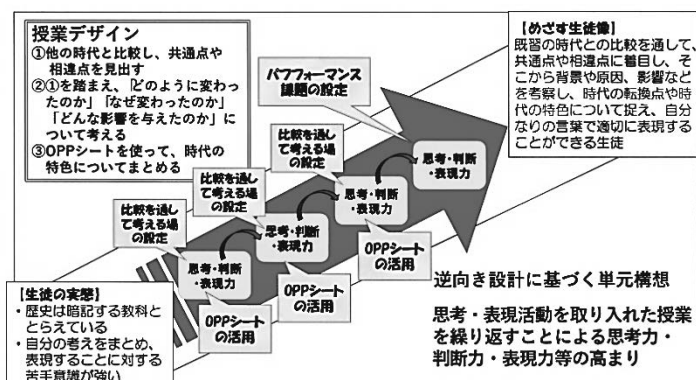 授業デザイン
①他の時代と比較し、共通点や
相違点を見出す
②①を踏まえ、「どのように変わっ
たのか」「なぜ変わったのか」
「どんな影響を与えたのか」に
ついて考える
③OPPシートを使って、時代の
特色についてまとめる
【めざす生徒像】
既習の時代との比較を通して、
共通点や相違点に着目し、そ
こから背景や原因、影響など
を考察し、時代の転換点や時
代の特色について捉え、自分
なりの言葉で適切に表現する
ことができる生徒
パフフォーマンス
課題の設定
比較を通し
て考える場
の設定
思考・判断
・表現力
比較を通し
て考える場
の設定
思考・判断
・表現力
OPPシート
の活用
比較を通し
て考える場
の設定
思考・判断
・表現力
OPPシート
の活用
思考・判断
・表現力
OPPシート
の活用
【生徒の実態】
・歴史は暗記する教科と
とらえている
・自分の考えをまとめ、
表現することに対する
苦手意識が強い
逆向き設計に基づく単元構想
思考・表現活動を取り入れた授業
を繰り返すことによる思考力・
判断力・表現力等の高まり